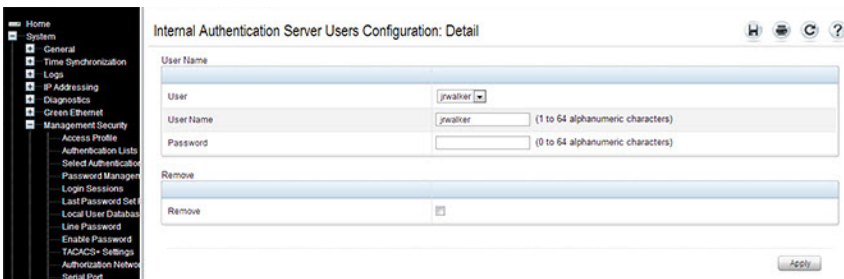 Home
System
General
Time Synchronization
Logs
IP Addressing
Diagnostics
Green Ethernet
Management Security
Access Profile
Authentication Lists
Select Authentication
Password Managem
Login Sessions
Last Password Set
Local User Databas
Line Password
Enable Password
TACACS+ Settings
Authorization Networ
Serial Port
Internal Authentication Server Users Configuration: Detail
?
User Name
User
jrwalker
User Name
jrwalker
(1 to 64 alphanumeric characters)
Password
(0 to 64 alphanumeric characters)
Remove
Remove
Apply